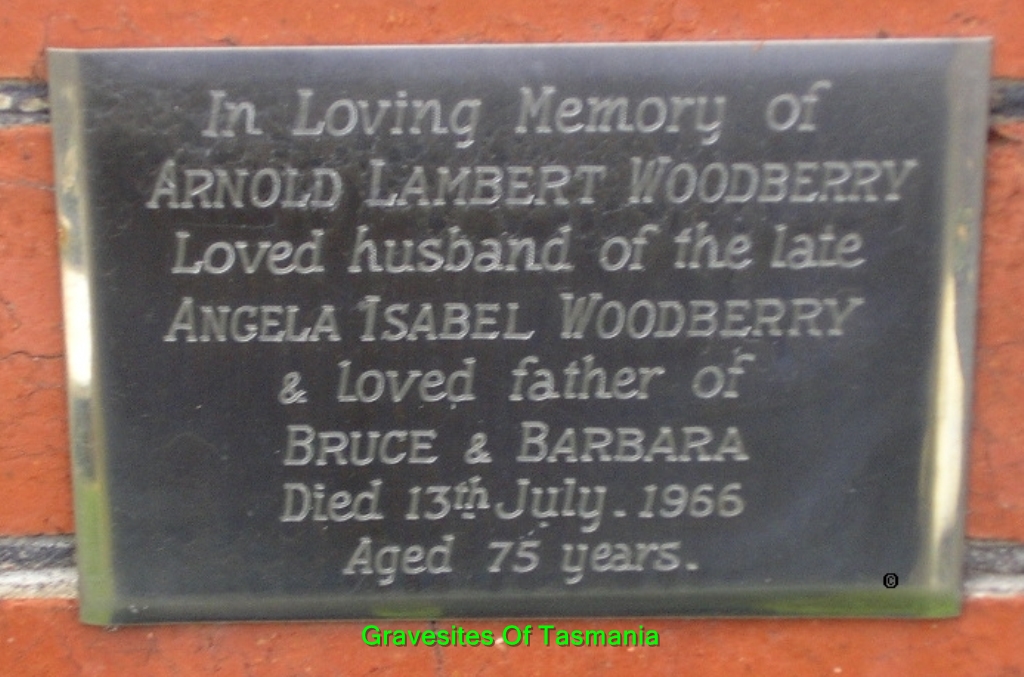 In Loving Memory of
ARNOLD LAMBERT WOODBERRY
Loved husband of the late
ANGELA ISABEL WOODBERRY
& loved father of
BRUCE & BARBARA
Died 13th July. 1966
Aged 75 years.
©
Gravesites Of Tasmania